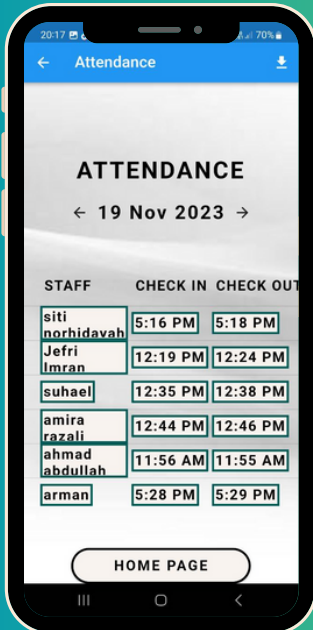 20:17 70%
Attendance
ATTENDANCE
← 19 Nov 2023 →
STAFF CHECK IN CHECK OUT
siti norhidayah 5:16 PM 5:18 PM
Jefri Imran 12:19 PM 12:24 PM
suhael 12:35 PM 12:38 PM
amira razali 12:44 PM 12:46 PM
ahmad abdullah 11:56 AM 11:55 AM
arman 5:28 PM 5:29 PM
HOME PAGE